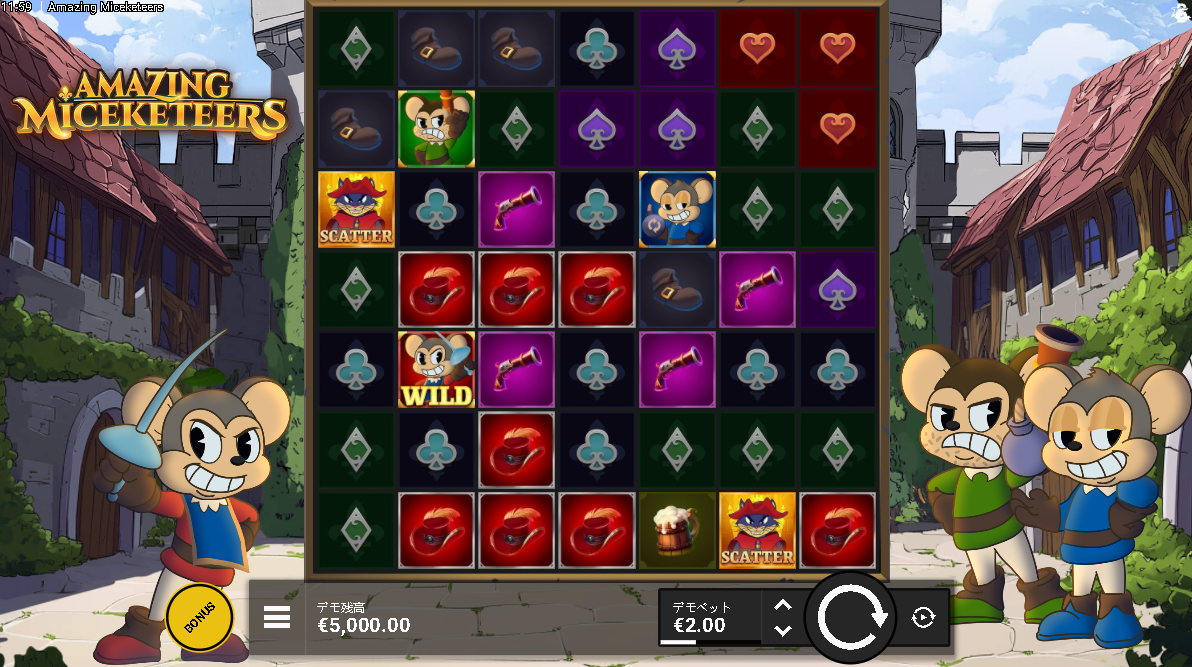 11:59 | Amazing Miceketeers
AMAZING
MICEKETEERS
SCATTER
WILD
SCATTER
BONUS
デモ残高
€5,000.00
デモベット
€2.00